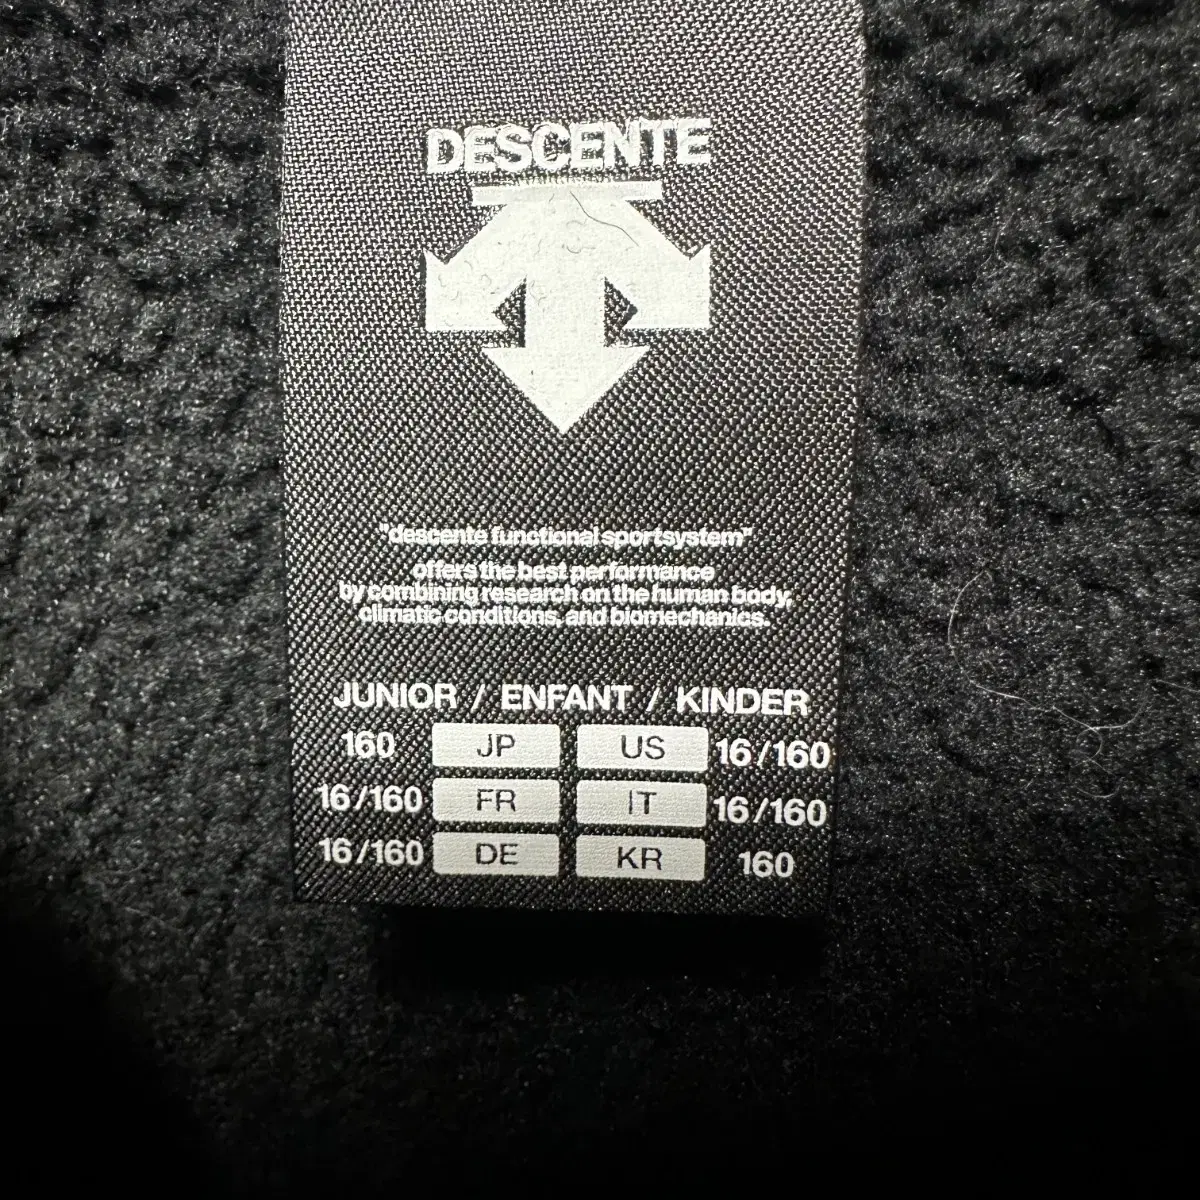 DESCENTE
"descente functional sportsystem"
offers the best performance
by combining research on the human body,
climatic conditions, and biomechanics.
JUNIOR / ENFANT / KINDER
160 JP US 16/160
16/160 FR IT 16/160
16/160 DE KR 160